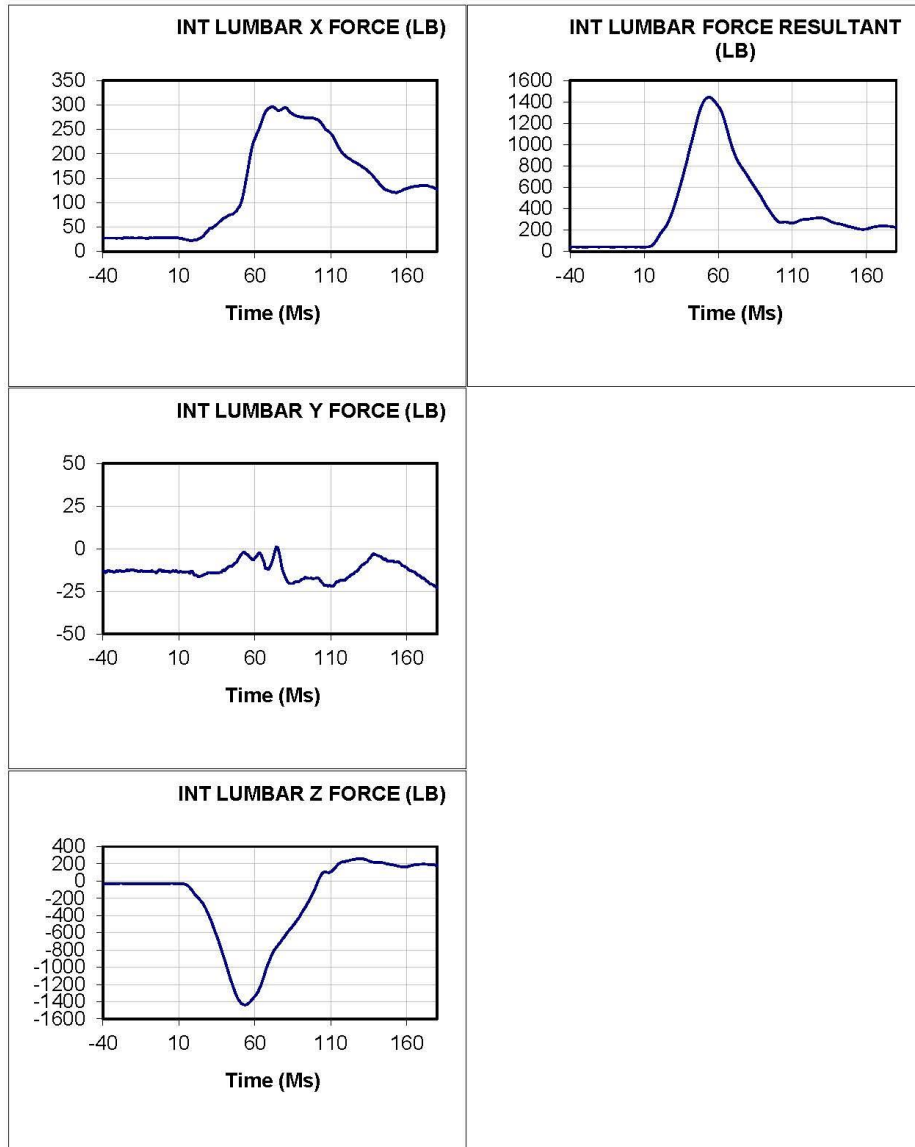 INT LUMBAR X FORCE (LB)
350
300
250
200
150
100
50
0
-40 10 60 110 160
Time (Ms)
INT LUMBAR FORCE RESULTANT
(LB)
1600
1400
1200
1000
800
600
400
200
0
-40 10 60 110 160
Time (Ms)
INT LUMBAR Y FORCE (LB)
50
25
0
-25
-50
-40 10 60 110 160
Time (Ms)
INT LUMBAR Z FORCE (LB)
400
200
0
-200
-400
-600
-800
-1000
-1200
-1400
-1600
-40 10 60 110 160
Time (Ms)